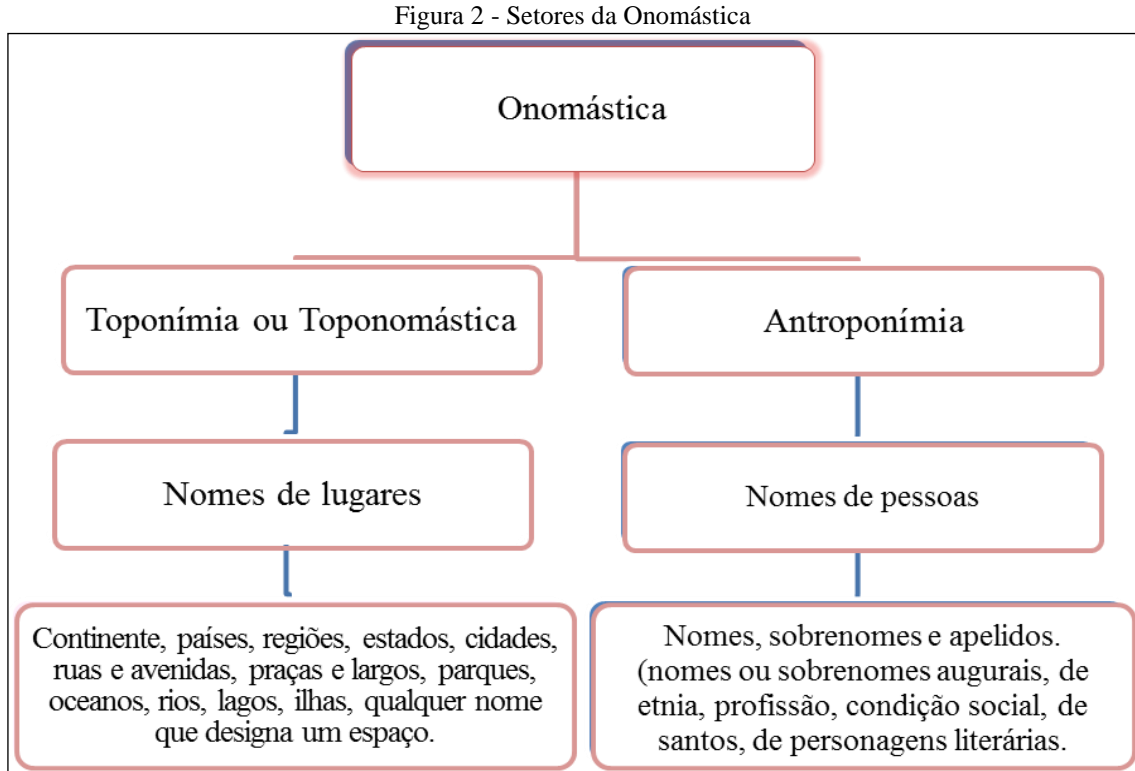 Figura 2 - Setores da Onomástica
Onomástica
Toponímia ou Toponomástica
Antroponímia
Nomes de lugares
Nomes de pessoas
Continente, países, regiões, estados, cidades,
ruas e avenidas, praças e largos, parques,
oceanos, rios, lagos, ilhas, qualquer nome
que designa um espaço.
Nomes, sobrenomes e apelidos.
(nomes ou sobrenomes augurais, de
etnia, profissão, condição social, de
santos, de personagens literárias.